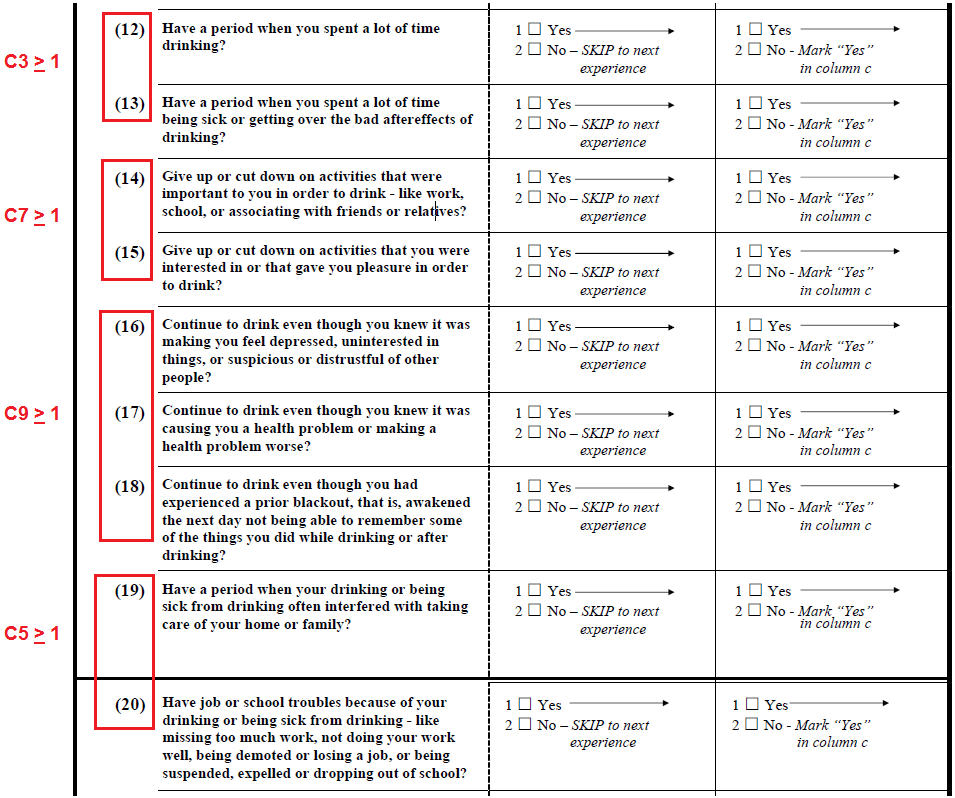 C3 ≥ 1
(12) Have a period when you spent a lot of time
drinking?
1 ☐ Yes
2 ☐ No – SKIP to next
experience
1 ☐ Yes
2 ☐ No - Mark “Yes”
in column c
(13) Have a period when you spent a lot of time
being sick or getting over the bad aftereffects of
drinking?
1 ☐ Yes
2 ☐ No – SKIP to next
experience
1 ☐ Yes
2 ☐ No - Mark “Yes”
in column c
C7 ≥ 1
(14) Give up or cut down on activities that were
important to you in order to drink - like work,
school, or associating with friends or relatives?
1 ☐ Yes
2 ☐ No – SKIP to next
experience
1 ☐ Yes
2 ☐ No - Mark “Yes”
in column c
(15) Give up or cut down on activities that you were
interested in or that gave you pleasure in order
to drink?
1 ☐ Yes
2 ☐ No – SKIP to next
experience
1 ☐ Yes
2 ☐ No - Mark “Yes”
in column c
C9 ≥ 1
(16) Continue to drink even though you knew it was
making you feel depressed, uninterested in
things, or suspicious or distrustful of other
people?
1 ☐ Yes
2 ☐ No – SKIP to next
experience
1 ☐ Yes
2 ☐ No - Mark “Yes”
in column c
(17) Continue to drink even though you knew it was
causing you a health problem or making a
health problem worse?
1 ☐ Yes
2 ☐ No – SKIP to next
experience
1 ☐ Yes
2 ☐ No - Mark “Yes”
in column c
(18) Continue to drink even though you had
experienced a prior blackout, that is, awakened
the next day not being able to remember some
of the things you did while drinking or after
drinking?
1 ☐ Yes
2 ☐ No – SKIP to next
experience
1 ☐ Yes
2 ☐ No - Mark “Yes”
in column c
C5 ≥ 1
(19) Have a period when your drinking or being
sick from drinking often interfered with taking
care of your home or family?
1 ☐ Yes
2 ☐ No – SKIP to next
experience
1 ☐ Yes
2 ☐ No - Mark “Yes”
in column c
(20) Have job or school troubles because of your
drinking or being sick from drinking - like
missing too much work, not doing your work
well, being demoted or losing a job, or being
suspended, expelled or dropping out of school?
1 ☐ Yes
2 ☐ No – SKIP to next
experience
1 ☐ Yes
2 ☐ No - Mark “Yes”
in column c